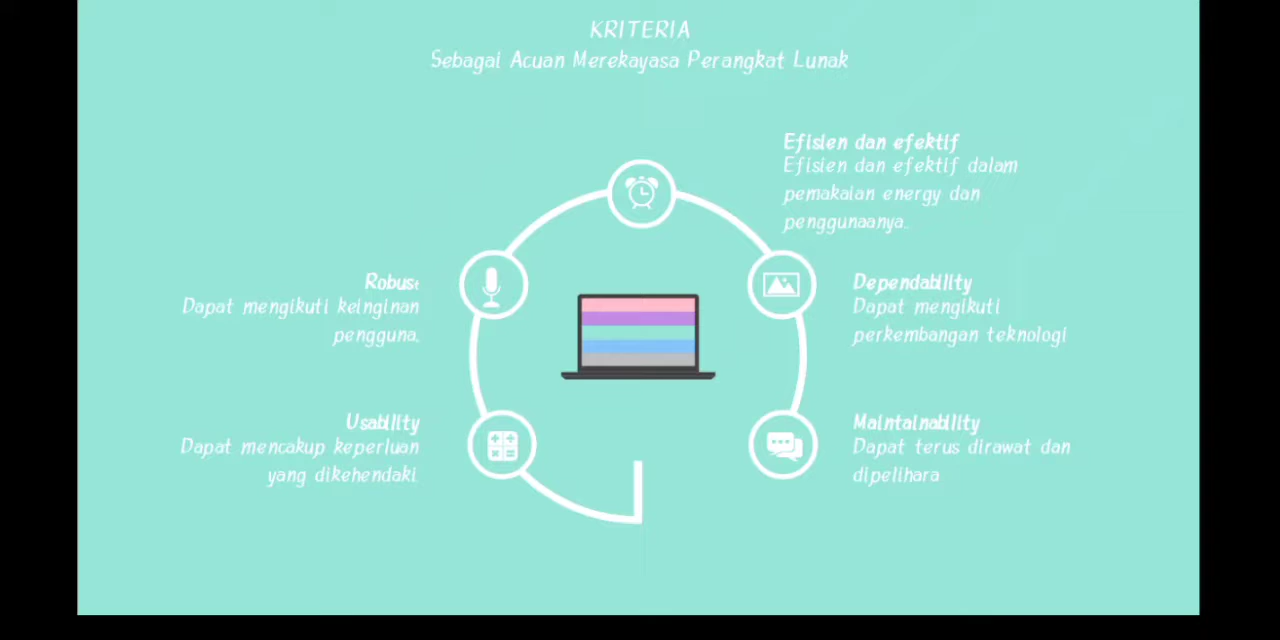 KRITERIA
Sebagai Acuan Merekayasa Perangkat Lunak
Efisien dan efektif
Efisien dan efektif dalam
pemakaian energy dan
penggunaanya.
Robust
Dapat mengikuti keinginan
pengguna.
Dependability
Dapat mengikuti
perkembangan teknologi
Usability
Dapat mencakup keperluan
yang dikehendaki.
Maintainability
Dapat terus dirawat dan
dipelihara